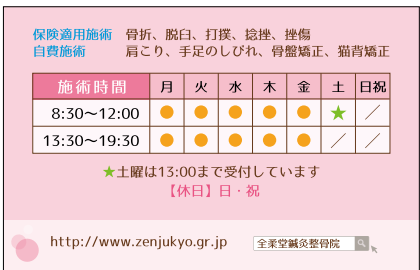 保険適用施術 骨折、脱臼、打撲、捻挫、挫傷
自費施術 肩こり、手足のしびれ、骨盤矯正、猫背矯正
施術時間 月 火 水 木 金 土 日祝
8:30～12:00 ● ● ● ● ● ★ ／
13:30～19:30 ● ● ● ● ● ／ ／
★土曜は13:00まで受付しています
【休日】日・祝
http://www.zenjukyo.gr.jp 全柔堂鍼灸整骨院